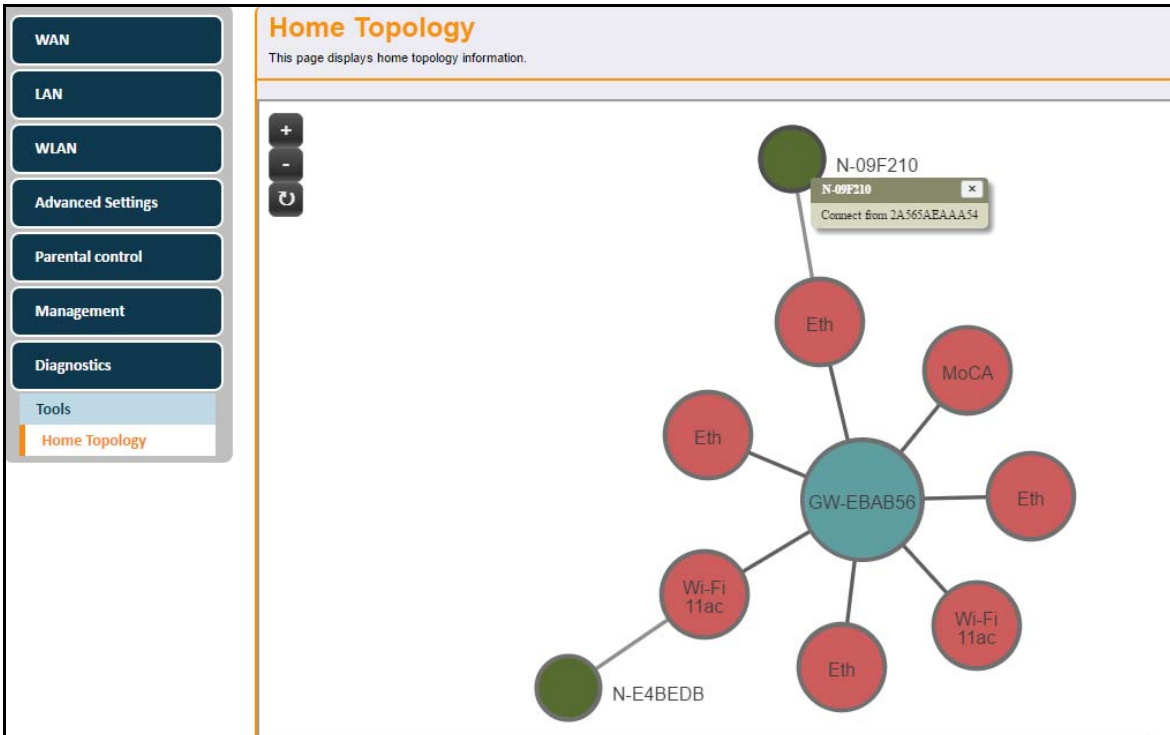 WAN
LAN
WLAN
Advanced Settings
Parental control
Management
Diagnostics
Tools
Home Topology
Home Topology
This page displays home topology information.
+
-
↻
N-09F210
N-09F210 ×
Connect from 2A565AEAAA54
Eth
MoCA
Eth
GW-EBAB56
Eth
Wi-Fi
11ac
Wi-Fi
11ac
Eth
N-E4BEDB